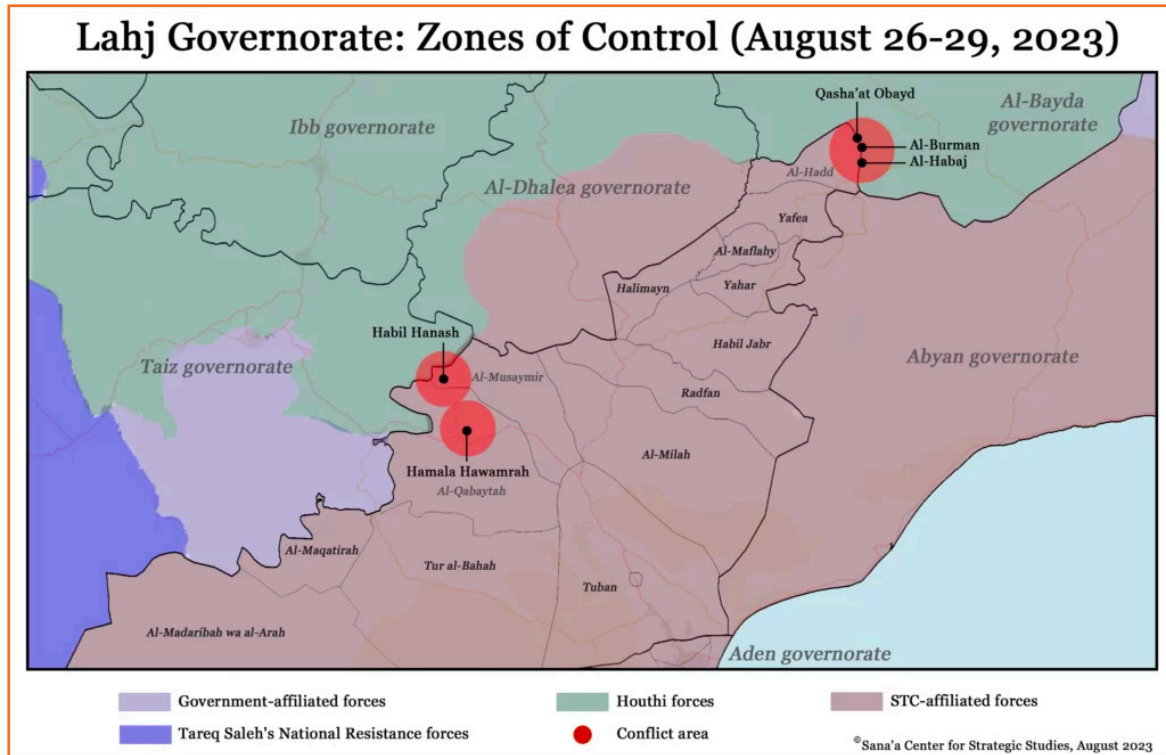 Lahj Governorate: Zones of Control (August 26-29, 2023)
Qasha'at Obayd
Al-Bayda
governorate
Ibb governorate
Al-Burman
Al-Habaj
Al-Hadd
Al-Dhalea governorate
Yafea
Al-Maflahy
Halimayn
Yahar
Habil Hanash
Habil Jabr
Abyan governorate
Taiz governorate
Al-Musaymir
Radfan
Al-Milah
Hamala Hawamrah
Al-Qabaytah
Al-Maqatirah
Tur al-Bahah
Tuban
Al-Madaribah wa al-Arah
Aden governorate
Government-affiliated forces
Houthi forces
STC-affiliated forces
Tareq Saleh's National Resistance forces
Conflict area
©Sana'a Center for Strategic Studies, August 2023